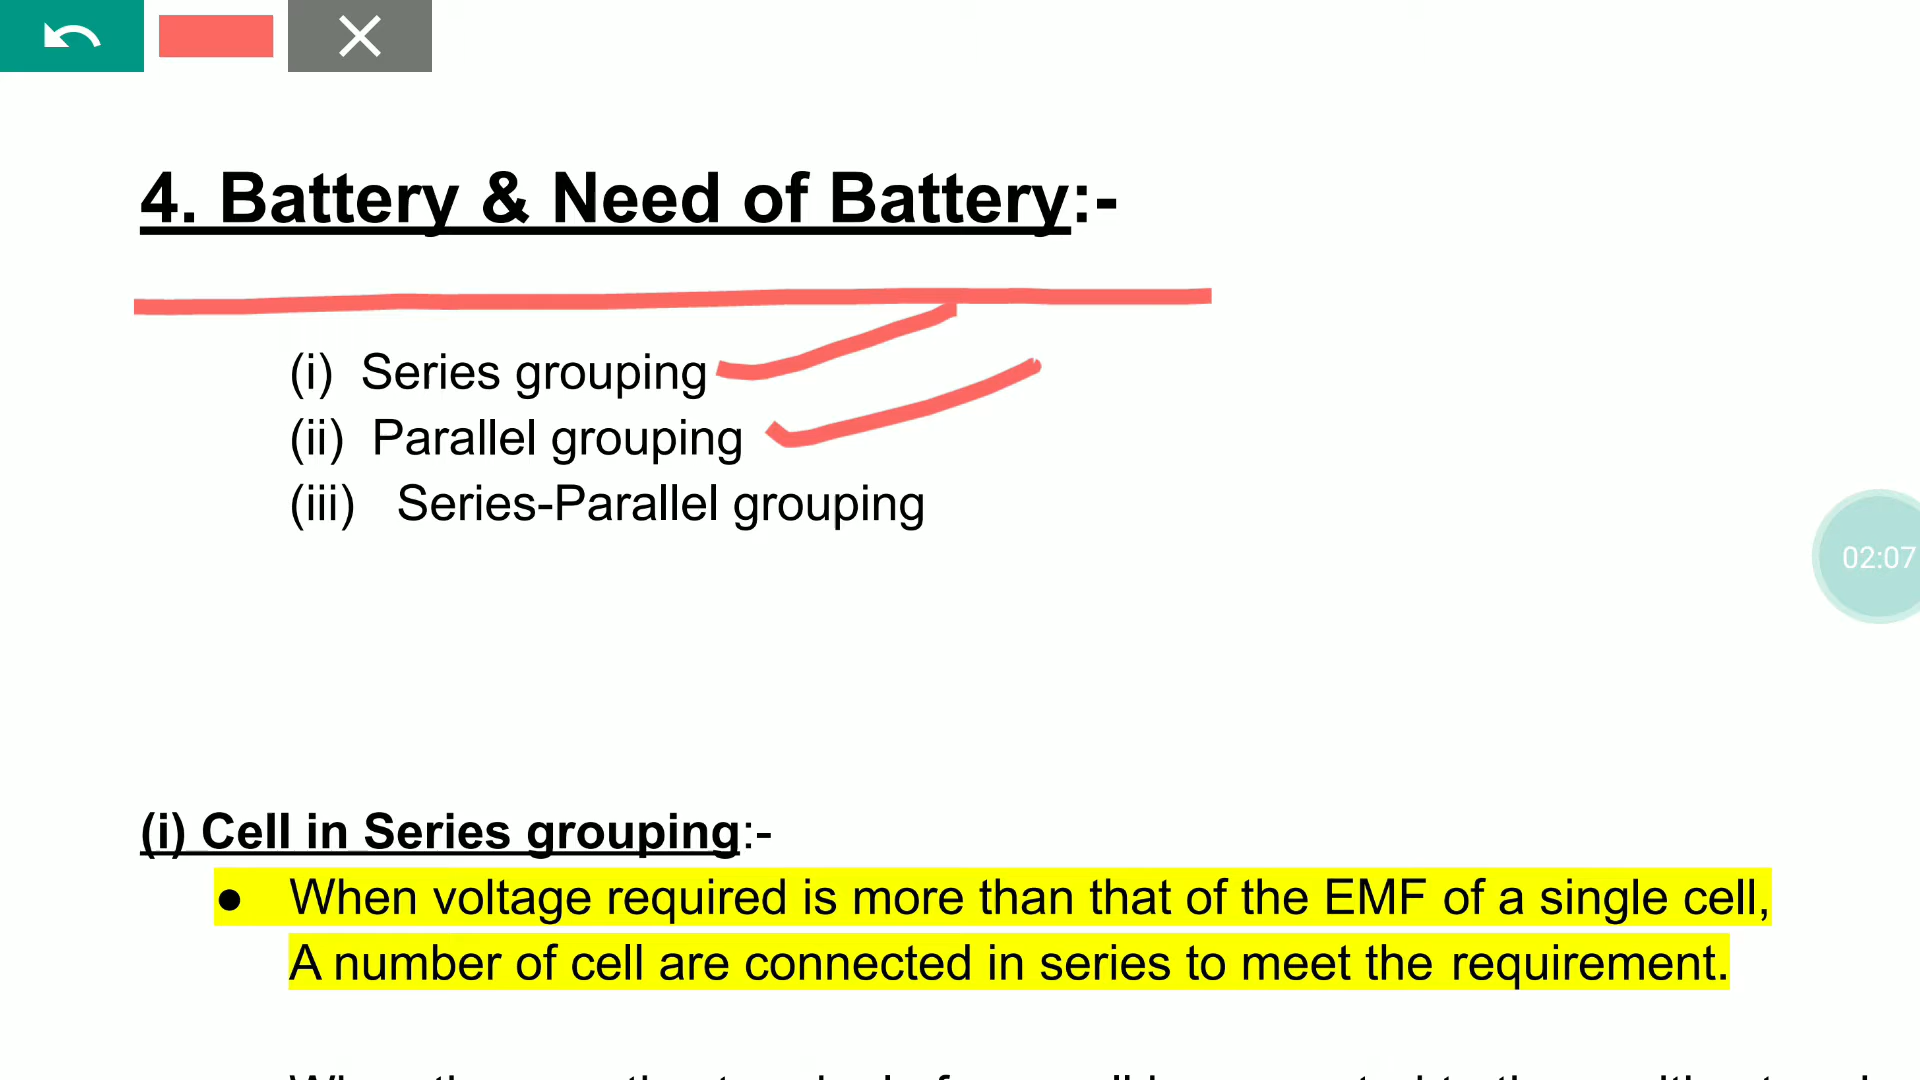 4. Battery & Need of Battery:-
(i) Series grouping
(ii) Parallel grouping
(iii) Series-Parallel grouping
02:07
(i) Cell in Series grouping:-
● When voltage required is more than that of the EMF of a single cell,
A number of cell are connected in series to meet the requirement.